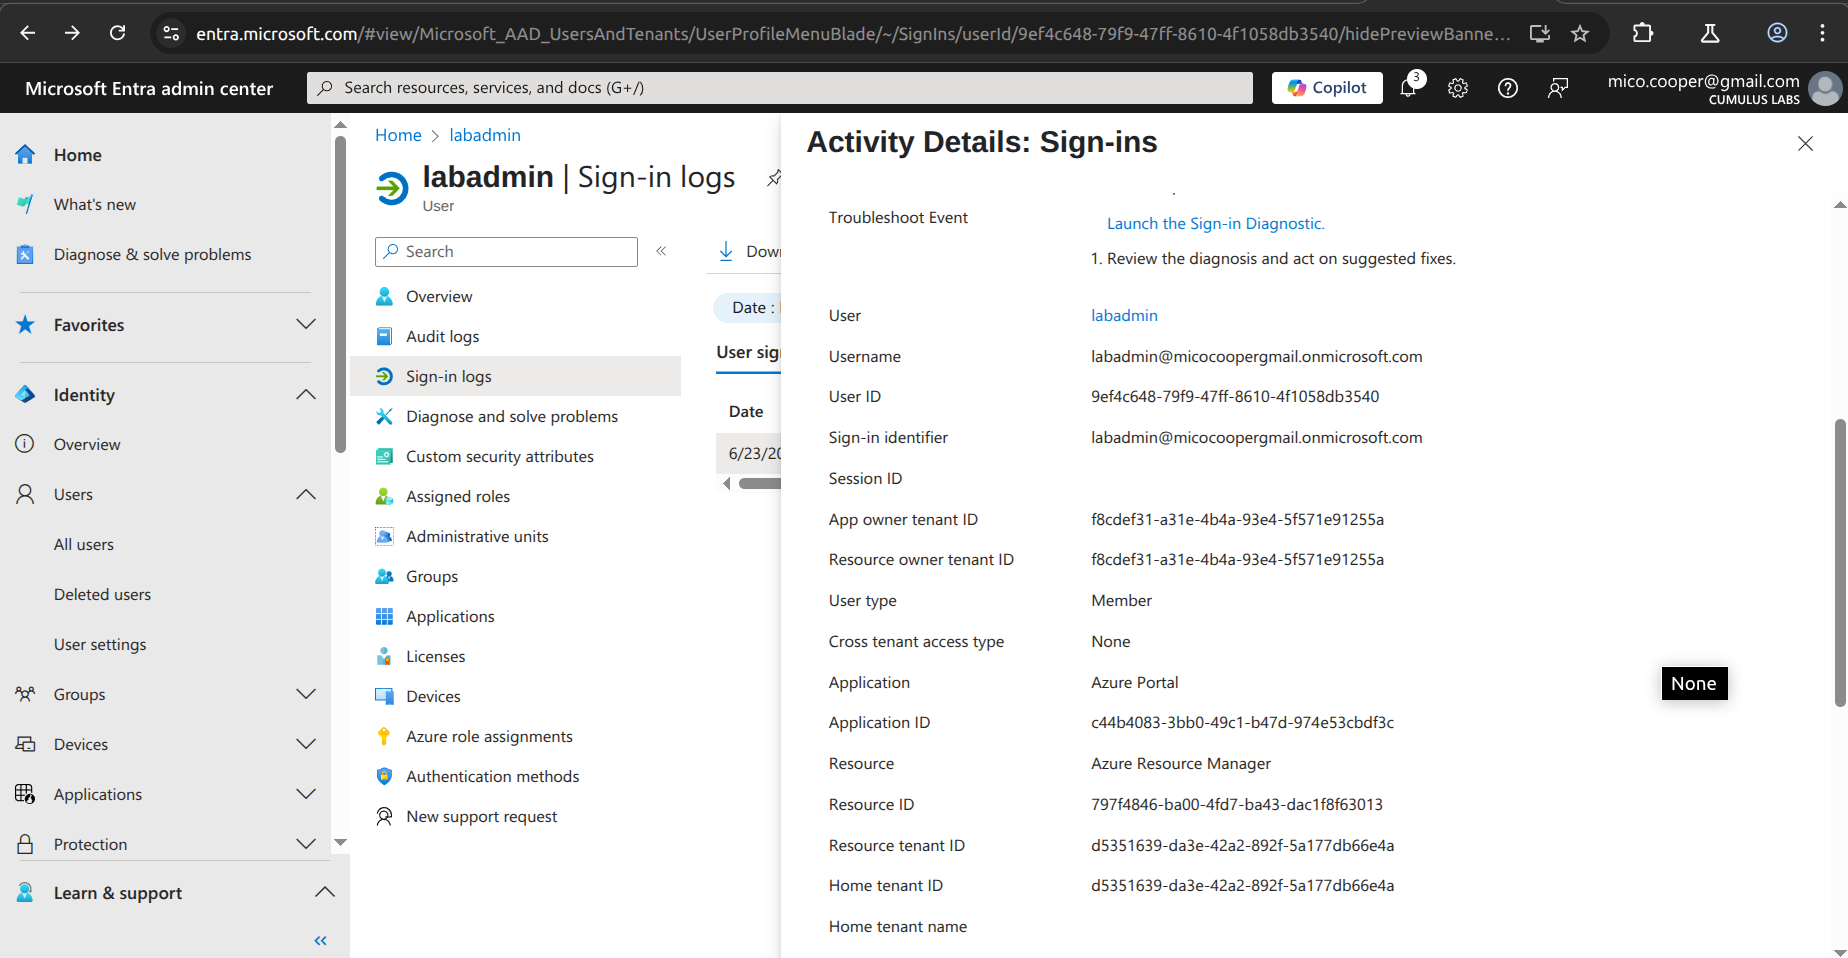 entra.microsoft.com/#view/Microsoft_AAD_UsersAndTenants/UserProfileMenuBlade/~/SignIns/userId/9ef4c648-79f9-47ff-8610-4f1058db3540/hidePreviewBanne...
Microsoft Entra admin center
Search resources, services, and docs (G+/)
Copilot
3
mico.cooper@gmail.com
CUMULUS LABS
Home
What's new
Diagnose & solve problems
Favorites
Identity
Overview
Users
All users
Deleted users
User settings
Groups
Devices
Applications
Protection
Learn & support
Home > labadmin
labadmin | Sign-in logs
User
Search
Overview
Audit logs
Sign-in logs
Diagnose and solve problems
Custom security attributes
Assigned roles
Administrative units
Groups
Applications
Licenses
Devices
Azure role assignments
Authentication methods
New support request
Date :
Date
Activity Details: Sign-ins
Troubleshoot Event
Launch the Sign-in Diagnostic.
1. Review the diagnosis and act on suggested fixes.
User labadmin
Username labadmin@micocoopergmail.onmicrosoft.com
User ID 9ef4c648-79f9-47ff-8610-4f1058db3540
Sign-in identifier labadmin@micocoopergmail.onmicrosoft.com
Session ID
App owner tenant ID f8cdef31-a31e-4b4a-93e4-5f571e91255a
Resource owner tenant ID f8cdef31-a31e-4b4a-93e4-5f571e91255a
User type Member
Cross tenant access type None
Application Azure Portal
None
Application ID c44b4083-3bb0-49c1-b47d-974e53cbdf3c
Resource Azure Resource Manager
Resource ID 797f4846-ba00-4fd7-ba43-dac1f8f63013
Resource tenant ID d5351639-da3e-42a2-892f-5a177db66e4a
Home tenant ID d5351639-da3e-42a2-892f-5a177db66e4a
Home tenant name